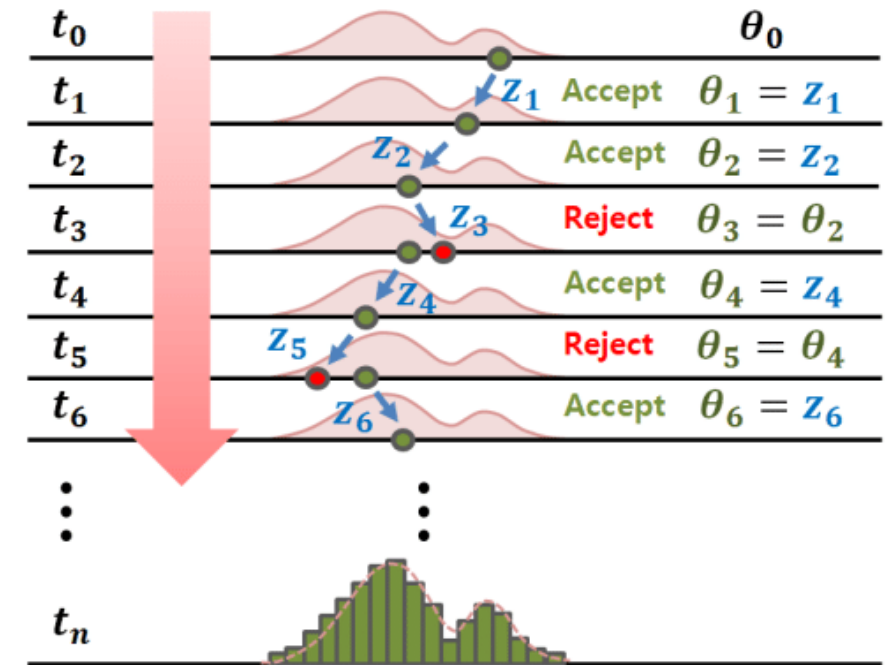 t₀ θ₀
t₁ z₁ Accept θ₁ = z₁
t₂ z₂ Accept θ₂ = z₂
t₃ z₃ Reject θ₃ = θ₂
t₄ z₄ Accept θ₄ = z₄
t₅ z₅ Reject θ₅ = θ₄
t₆ z₆ Accept θ₆ = z₆
tₙ